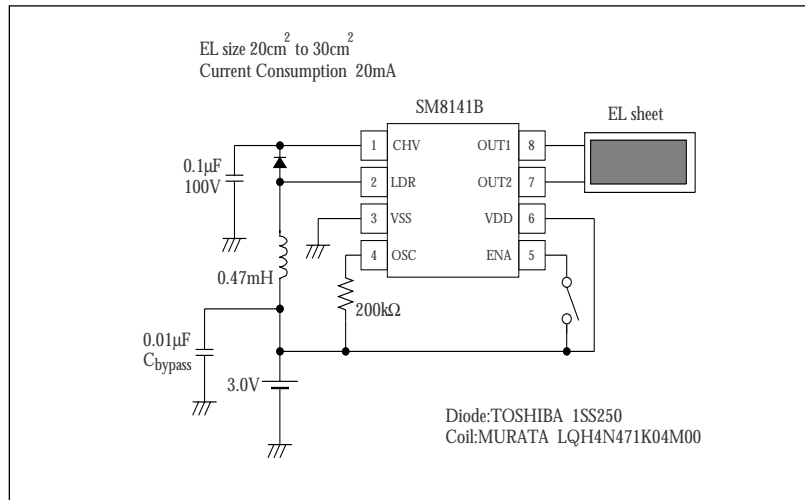 EL size 20cm² to 30cm²
Current Consumption 20mA
SM8141B
EL sheet
1 CHV OUT1 8
0.1µF
100V
2 LDR OUT2 7
3 VSS VDD 6
4 OSC ENA 5
0.47mH
200kΩ
0.01µF
Cbypass
3.0V
Diode:TOSHIBA 1SS250
Coil:MURATA LQH4N471K04M00